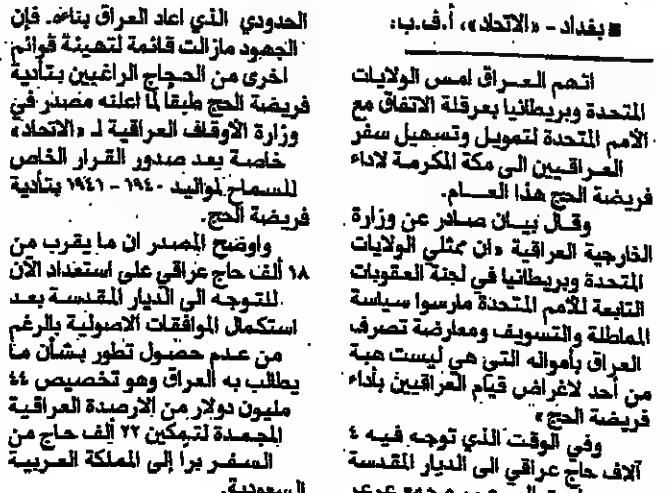 ■ بغداد - «الاتحاد»، أ.ف.ب:
اتهم العراق امس الولايات
المتحدة وبريطانيا بعرقلة الاتفاق مع
الأمم المتحدة لتمويل وتسهيل سفر
العراقيين الى مكة المكرمة لاداء
فريضة الحج هذا العام.
وقال بيان صادر عن وزارة
الخارجية العراقية «ان ممثلي الولايات
المتحدة وبريطانيا في لجنة العقوبات
التابعة للأمم المتحدة مارسوا سياسة
المماطلة والتسويف ومعارضة تصرف
العراق بأمواله التي هي ليست هبة
من أحد لاغراض قيام العراقيين بأداء
فريضة الحج»
وفي الوقت الذي توجه فيه ٤
آلاف حاج عراقي الى الديار المقدسة
الحدودي الذي اعاد العراق بناءه. فإن
الجهود مازالت قائمة لتهيئة قوائم
اخرى من الحجاج الراغبين بتأدية
فريضة الحج طبقا لما اعلنه مصدر في
وزارة الأوقاف العراقية لـ «الاتحاد»
خاصة بعد صدور القرار الخاص
للسماح لمواليد ١٩٤٠ - ١٩٤١ بتأدية
فريضة الحج.
واوضح المصدر ان ما يقرب من
١٨ ألف حاج عراقي على استعداد الآن
للتوجه الى الديار المقدسة بعد
استكمال الموافقات الاصولية بالرغم
من عدم حصول تطور بشأن ما
يطالب به العراق وهو تخصيص ٤٤
مليون دولار من الارصدة العراقية
المجمدة لتمكين ٢٢ ألف حاج من
السفر برا إلى المملكة العربية
السعودية.